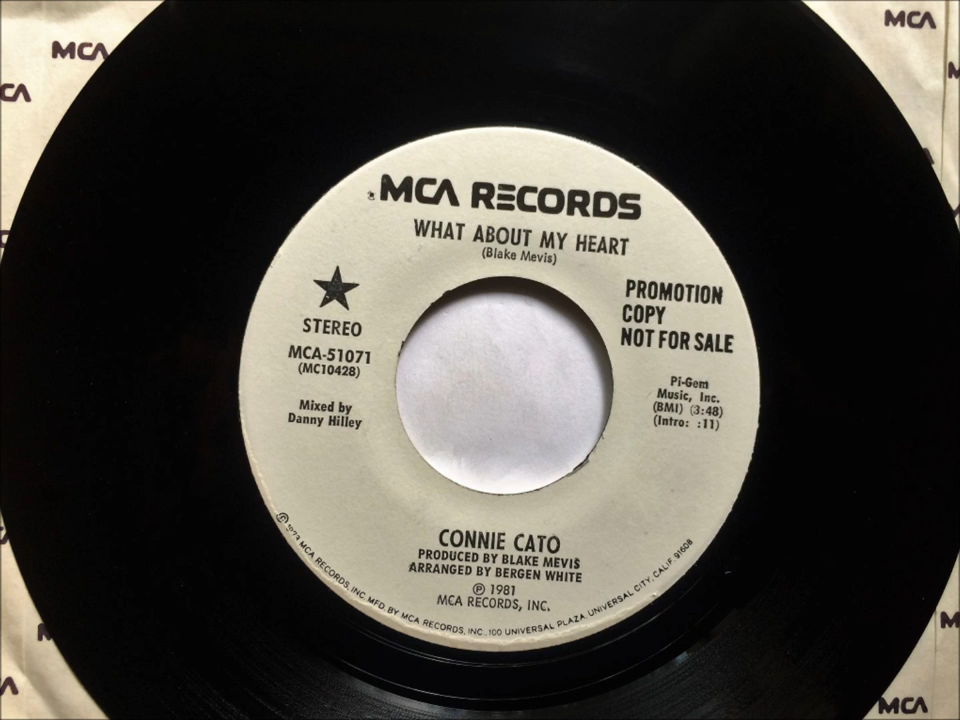 MCA
MCA
CA
MCA RECORDS
WHAT ABOUT MY HEART
(Blake Mevis)
STEREO
MCA-51071
(MC10428)
Mixed by
Danny Hilley
PROMOTION
COPY
NOT FOR SALE
Pi-Gem
Music, Inc.
(BMI) (3:48)
(Intro: :11)
CONNIE CATO
PRODUCED BY BLAKE MEVIS
ARRANGED BY BERGEN WHITE
℗ 1981
MCA RECORDS, INC.
© MCA RECORDS, INC. MFD. BY MCA RECORDS, INC., 100 UNIVERSAL PLAZA, UNIVERSAL CITY, CALIF. 91608
MCA